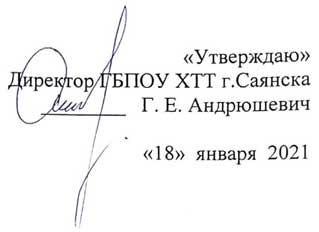 «Утверждаю»
Директор ГБПОУ ХТТ г.Саянска
Г. Е. Андрюшевич
«18» января 2021